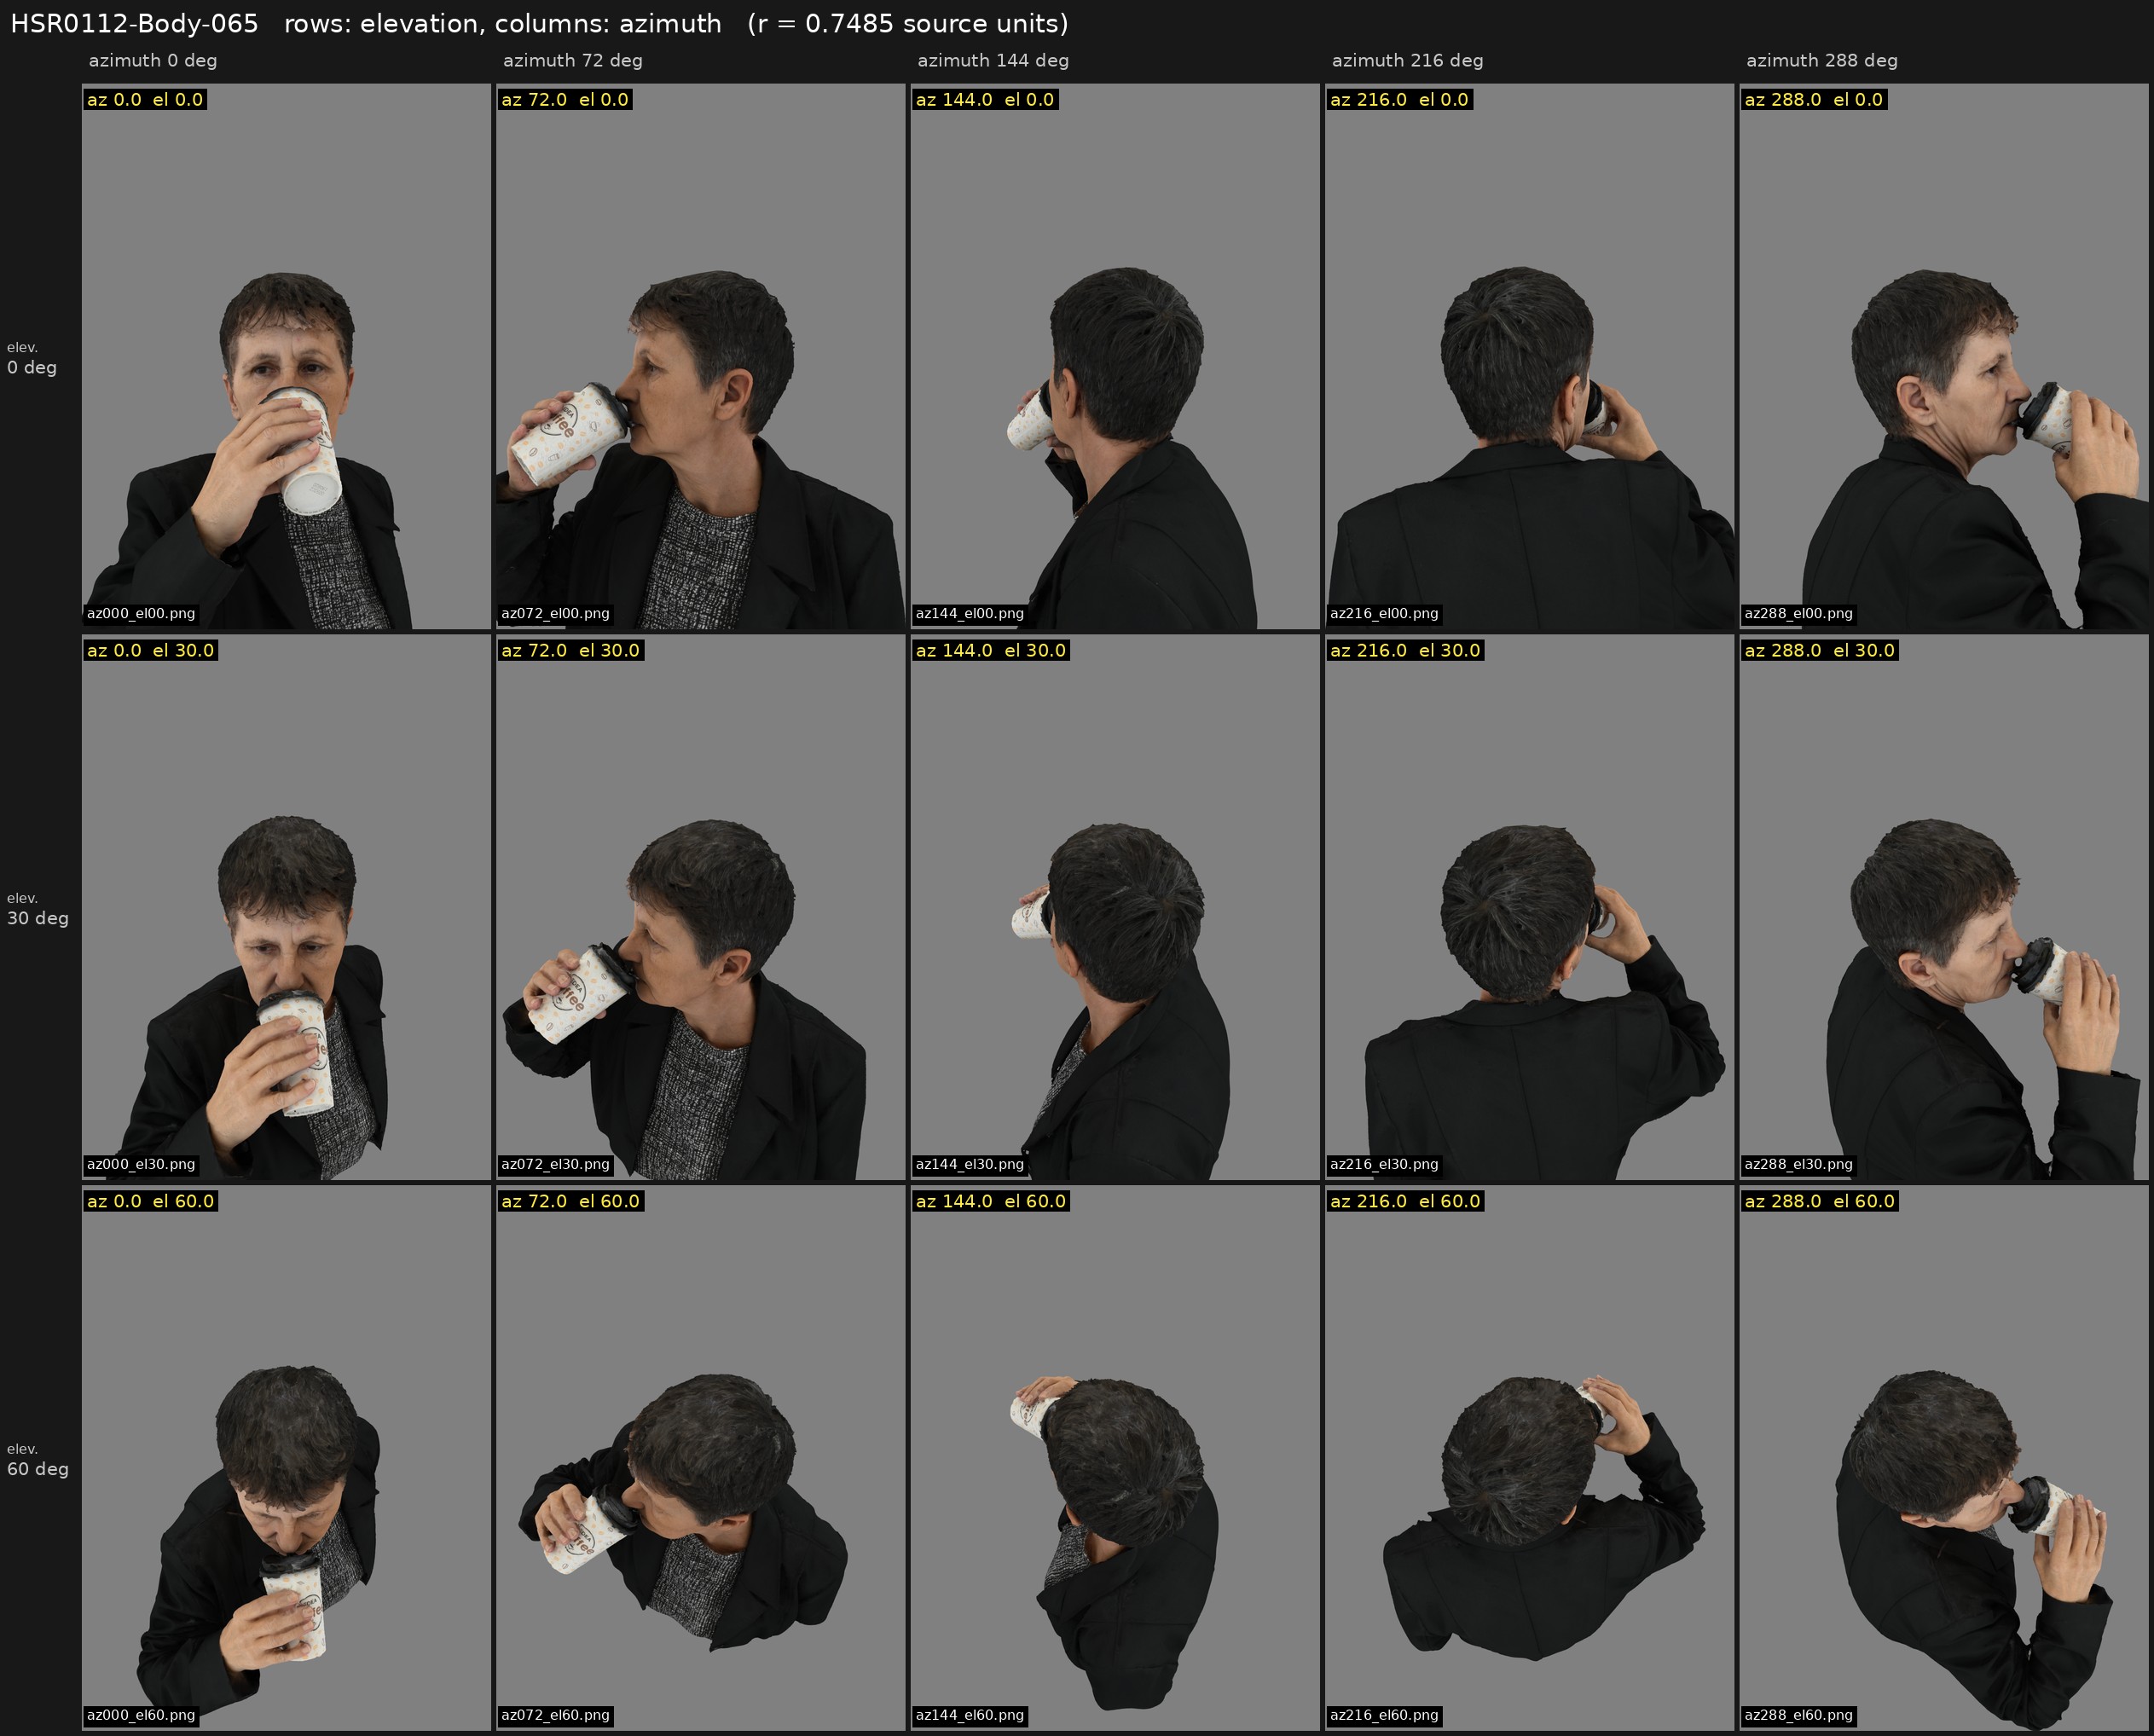 HSR0112-Body-065   rows: elevation, columns: azimuth   (r = 0.7485 source units)
azimuth 0 deg   azimuth 72 deg   azimuth 144 deg   azimuth 216 deg   azimuth 288 deg
az 0.0  el 0.0   az 72.0  el 0.0   az 144.0  el 0.0   az 216.0  el 0.0   az 288.0  el 0.0
elev.
0 deg
az000_el00.png   az072_el00.png   az144_el00.png   az216_el00.png   az288_el00.png
az 0.0  el 30.0   az 72.0  el 30.0   az 144.0  el 30.0   az 216.0  el 30.0   az 288.0  el 30.0
elev.
30 deg
az000_el30.png   az072_el30.png   az144_el30.png   az216_el30.png   az288_el30.png
az 0.0  el 60.0   az 72.0  el 60.0   az 144.0  el 60.0   az 216.0  el 60.0   az 288.0  el 60.0
elev.
60 deg
az000_el60.png   az072_el60.png   az144_el60.png   az216_el60.png   az288_el60.png